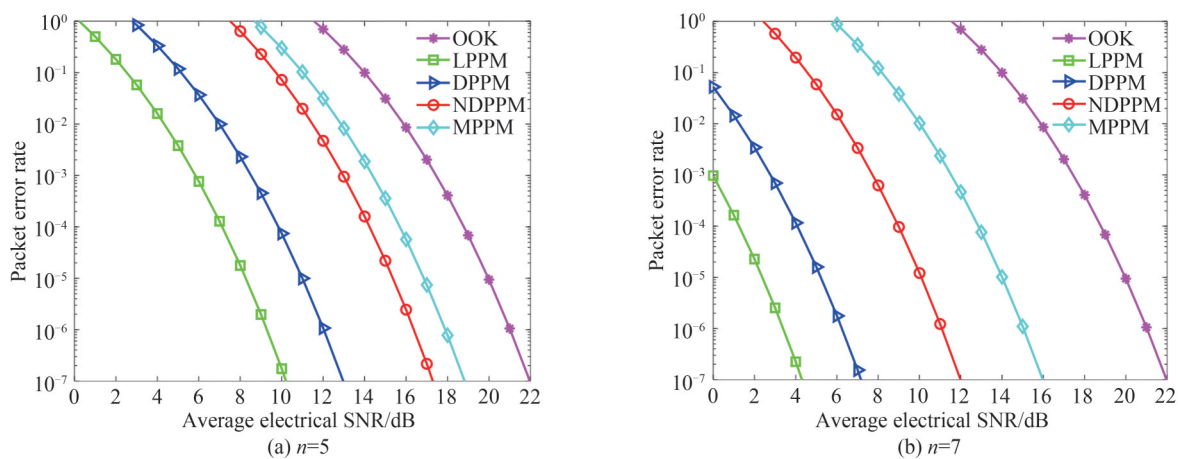 10⁰
10⁻¹
10⁻²
10⁻³
10⁻⁴
10⁻⁵
10⁻⁶
10⁻⁷
Packet error rate
OOK
LPPM
DPPM
NDPPM
MPPM
0 2 4 6 8 10 12 14 16 18 20 22
Average electrical SNR/dB
(a) n=5
10⁰
10⁻¹
10⁻²
10⁻³
10⁻⁴
10⁻⁵
10⁻⁶
10⁻⁷
Packet error rate
OOK
LPPM
DPPM
NDPPM
MPPM
0 2 4 6 8 10 12 14 16 18 20 22
Average electrical SNR/dB
(b) n=7